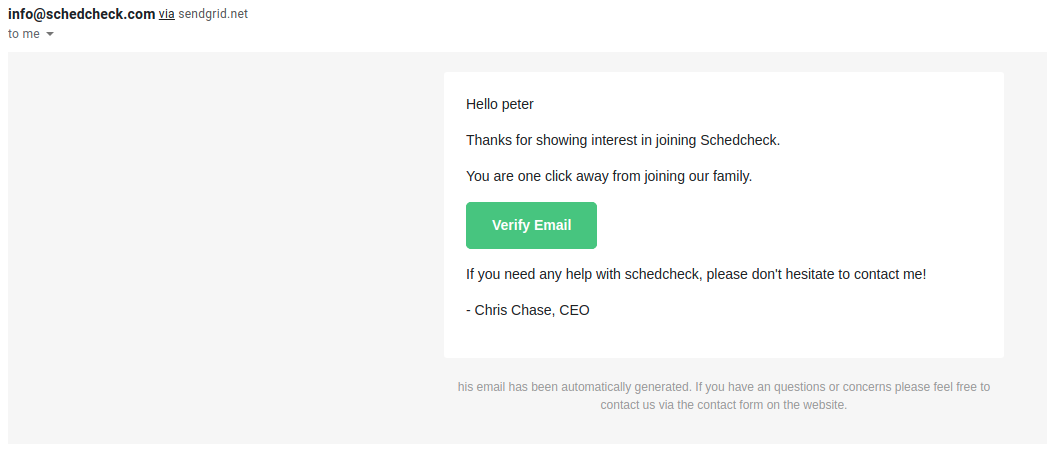 info@schedcheck.com via sendgrid.net
to me
Hello peter
Thanks for showing interest in joining Schedcheck.
You are one click away from joining our family.
Verify Email
If you need any help with schedcheck, please don't hesitate to contact me!
- Chris Chase, CEO
his email has been automatically generated. If you have an questions or concerns please feel free to
contact us via the contact form on the website.